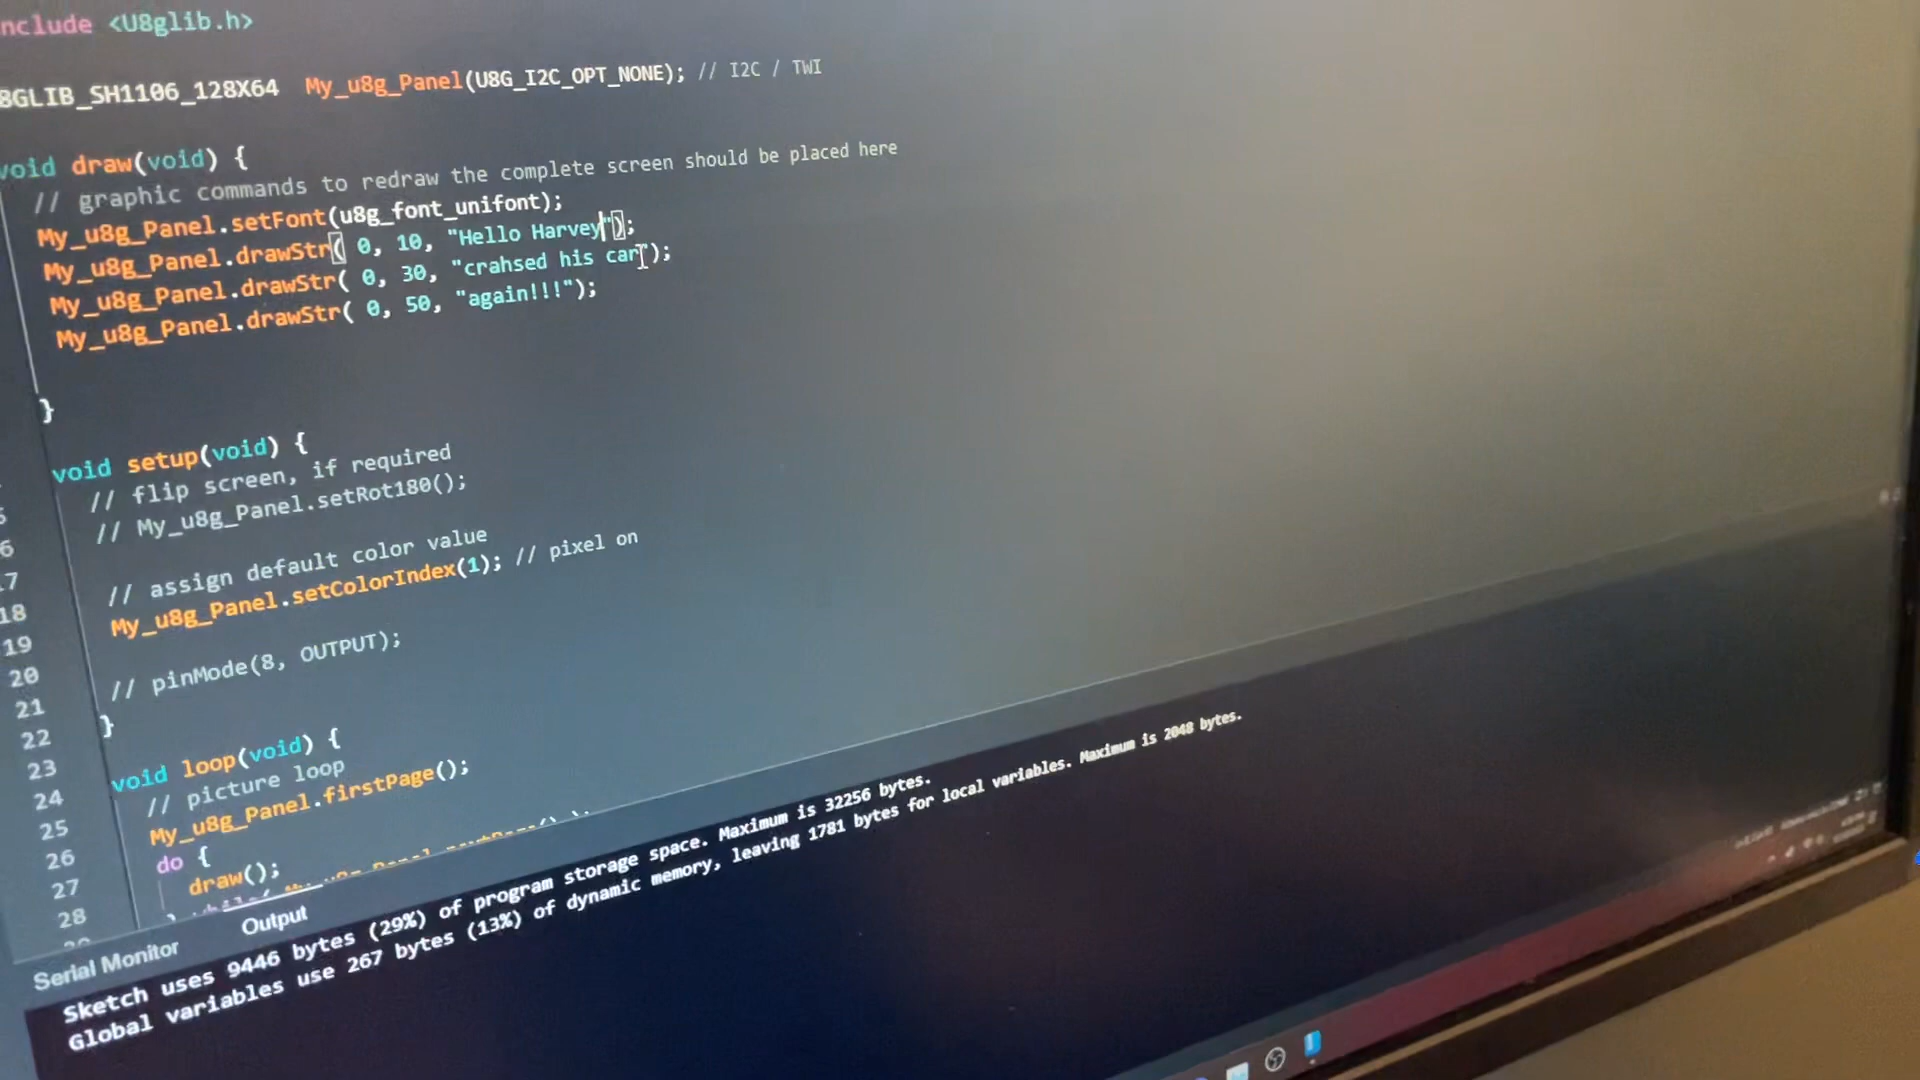 nclude <U8glib.h>
8GLIB_SH1106_128X64 My_u8g_Panel(U8G_I2C_OPT_NONE); // I2C / TWI
void draw(void) {
// graphic commands to redraw the complete screen should be placed here
My_u8g_Panel.setFont(u8g_font_unifont);
My_u8g_Panel.drawStr( 0, 10, "Hello Harvey");
My_u8g_Panel.drawStr( 0, 30, "crahsed his car");
My_u8g_Panel.drawStr( 0, 50, "again!!!");
}
void setup(void) {
5 // flip screen, if required
6 // My_u8g_Panel.setRot180();
17
18 // assign default color value
19 My_u8g_Panel.setColorIndex(1); // pixel on
20
21 // pinMode(8, OUTPUT);
22 }
23
24 void loop(void) {
25 // picture loop
26 My_u8g_Panel.firstPage();
27 do {
28 draw();
Serial Monitor Output
Sketch uses 9446 bytes (29%) of program storage space. Maximum is 32256 bytes.
Global variables use 267 bytes (13%) of dynamic memory, leaving 1781 bytes for local variables. Maximum is 2048 bytes.